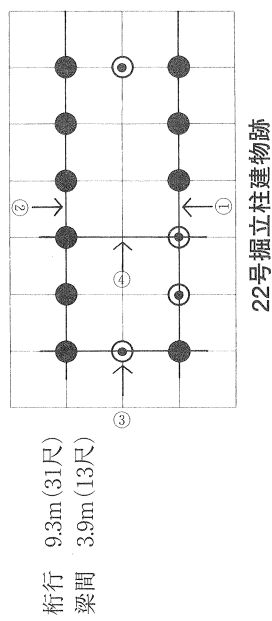 ②
①
④
③
22号掘立柱建物跡
桁行 9.3m(31尺)
梁間 3.9m(13尺)